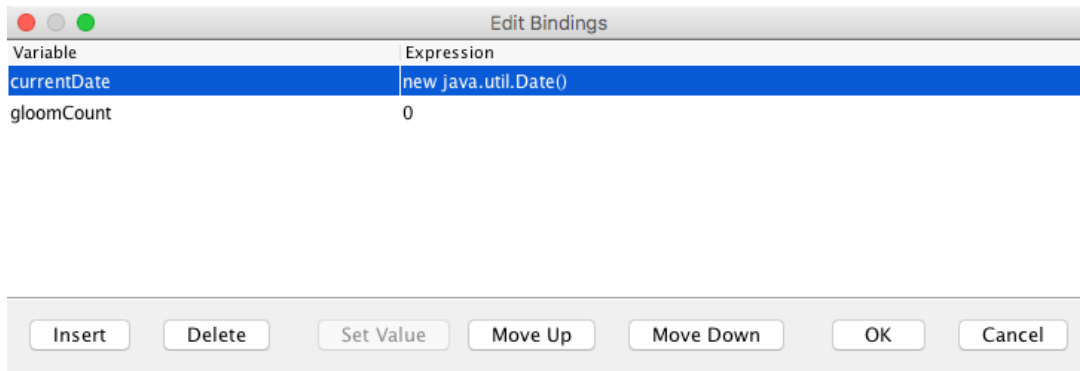 Edit Bindings
Variable Expression
currentDate new java.util.Date()
gloomCount 0
Insert Delete Set Value Move Up Move Down OK Cancel